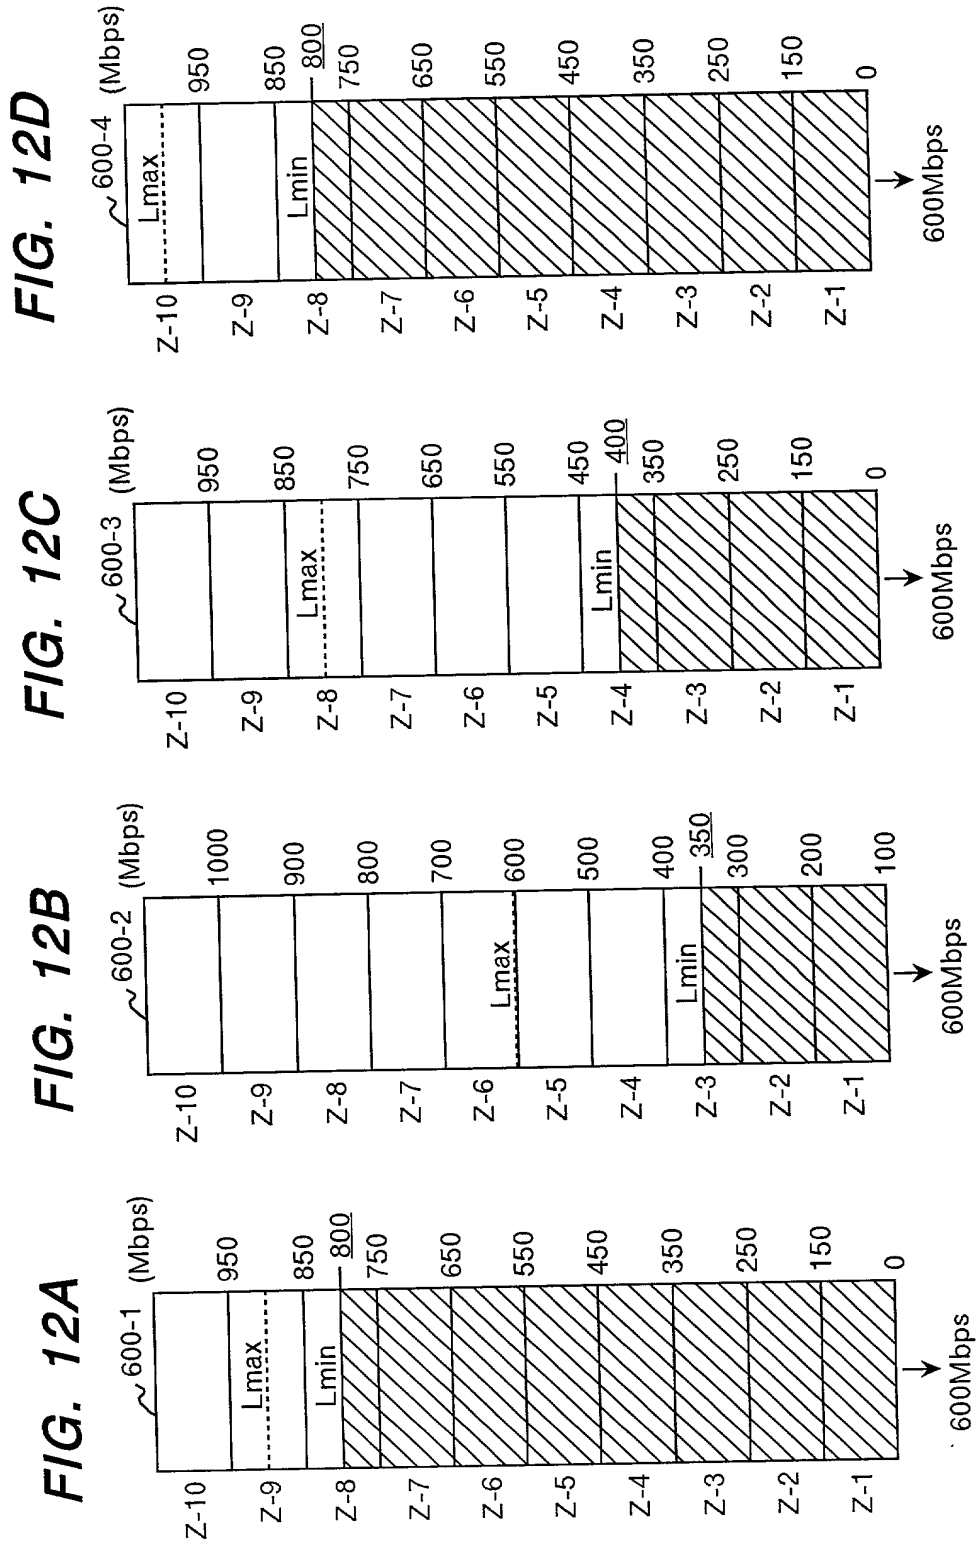 FIG. 12A
600-1
(Mbps)
Z-10
950
Z-9
Lmax
850
Z-8
Lmin
800
750
Z-7
650
Z-6
550
Z-5
450
Z-4
350
Z-3
250
Z-2
150
Z-1
0
600Mbps
FIG. 12B
600-2
(Mbps)
Z-10
1000
Z-9
900
Z-8
800
Z-7
700
Z-6
Lmax
600
Z-5
500
Z-4
400
Z-3
Lmin
350
300
Z-2
200
Z-1
100
600Mbps
FIG. 12C
600-3
(Mbps)
Z-10
950
Z-9
850
Z-8
Lmax
750
Z-7
650
Z-6
550
Z-5
450
Z-4
Lmin
400
350
Z-3
250
Z-2
150
Z-1
0
600Mbps
FIG. 12D
600-4
(Mbps)
Z-10
Lmax
950
Z-9
850
Z-8
Lmin
800
750
Z-7
650
Z-6
550
Z-5
450
Z-4
350
Z-3
250
Z-2
150
Z-1
0
600Mbps